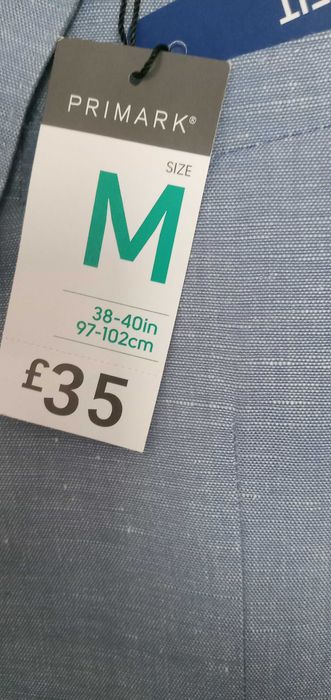 PRIMARK®
SIZE
M
38-40in
97-102cm
£35